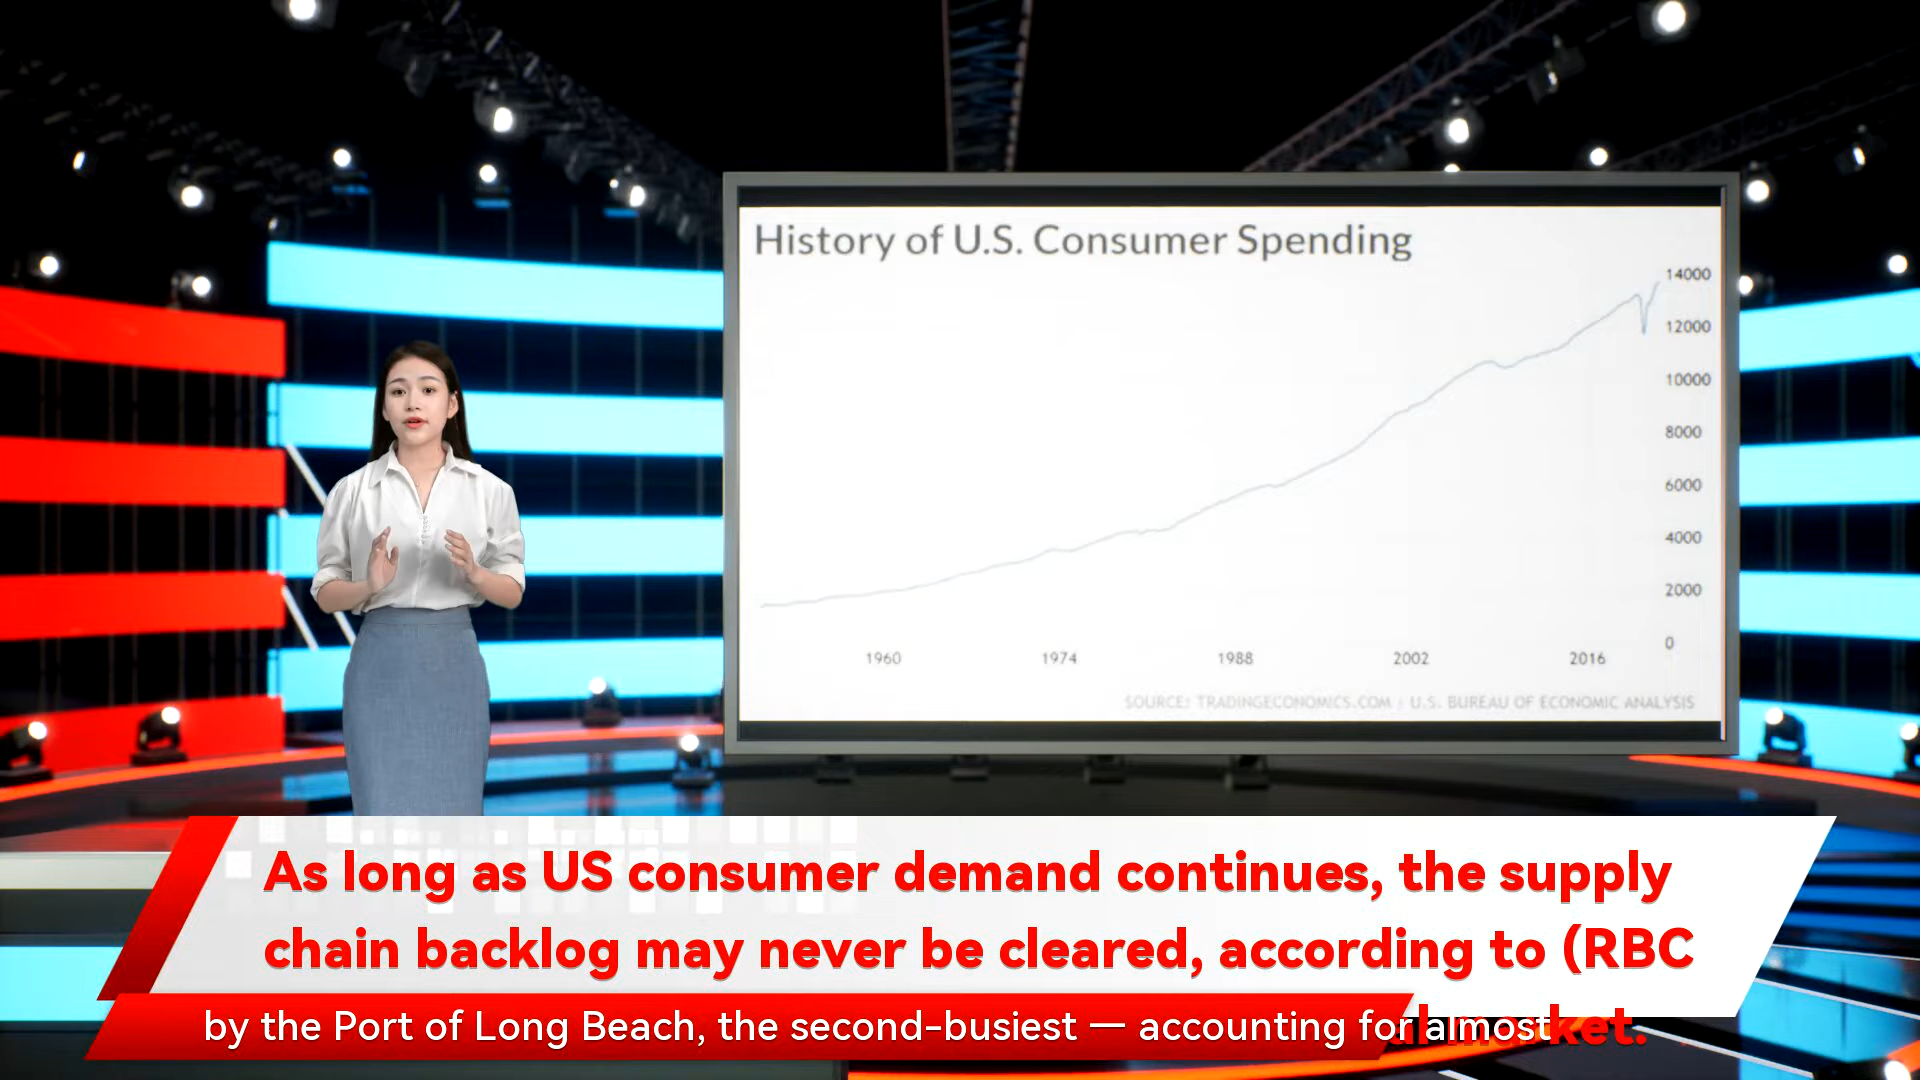 History of U.S. Consumer Spending
14000
12000
10000
8000
6000
4000
2000
0
1960 1974 1988 2002 2016
SOURCE: TRADINGECONOMICS.COM | U.S. BUREAU OF ECONOMIC ANALYSIS
As long as US consumer demand continues, the supply
chain backlog may never be cleared, according to (RBC
by the Port of Long Beach, the second-busiest — accounting for almost